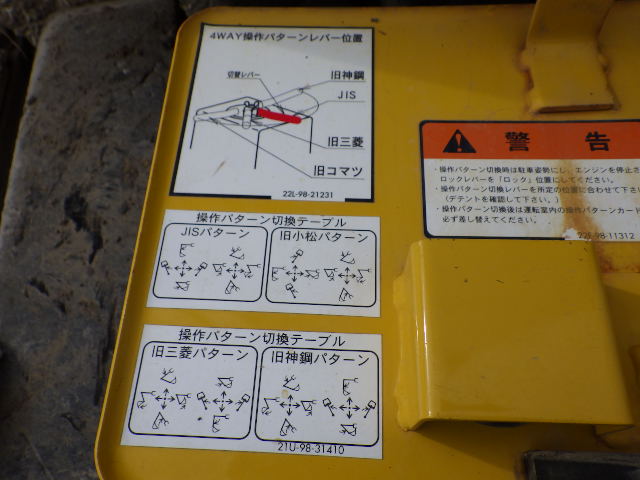 4WAY操作パターンレバー位置
切替レバー
旧神鋼
JIS
旧三菱
旧コマツ
22L-98-21231
操作パターン切換テーブル
JISパターン
旧小松パターン
操作パターン切換テーブル
旧三菱パターン
旧神鋼パターン
21U-98-31410
警告
・操作パターン切換時は駐車姿勢にし、エンジンを停止さ
ロックレバーを「ロック」位置にしてください。
・操作パターン切換レバーを所定の位置に合わせて下さ
(デテントを確認して下さい。)
・操作パターン切換後は運転室内の操作パターンカード
必ず差し替えてください。
22L-98-11312